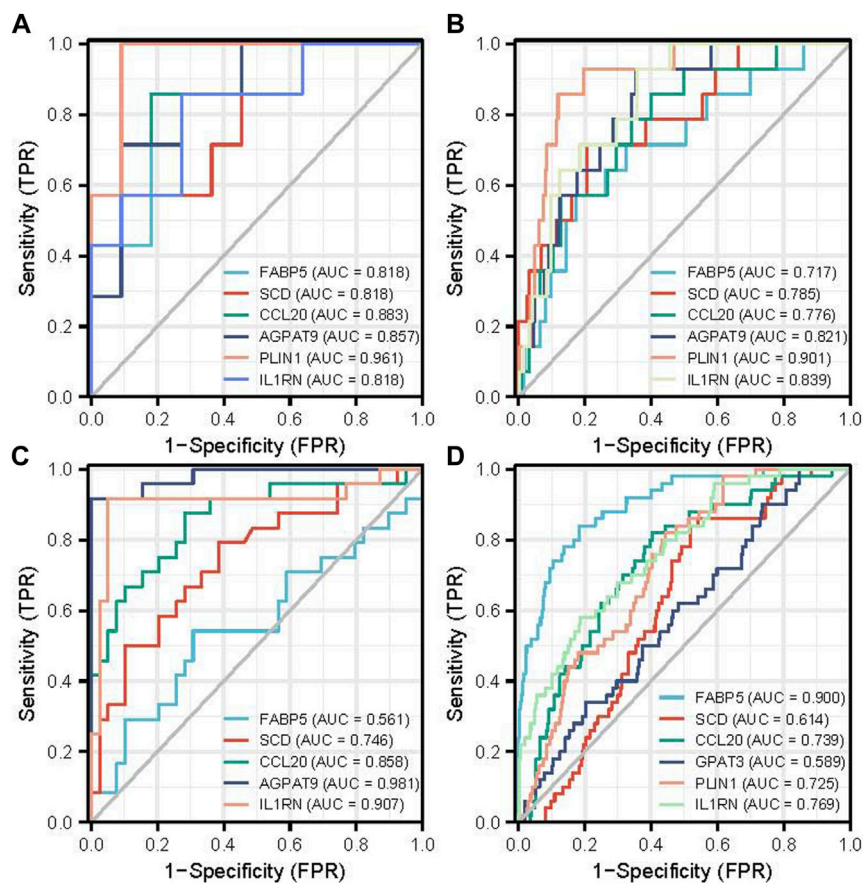 A
Sensitivity (TPR)
1.0
0.8
0.6
0.4
0.2
0.0
FABP5 (AUC = 0.818)
SCD (AUC = 0.818)
CCL20 (AUC = 0.883)
AGPAT9 (AUC = 0.857)
PLIN1 (AUC = 0.961)
IL1RN (AUC = 0.818)
0.0 0.2 0.4 0.6 0.8 1.0
1-Specificity (FPR)
B
Sensitivity (TPR)
1.0
0.8
0.6
0.4
0.2
0.0
FABP5 (AUC = 0.717)
SCD (AUC = 0.785)
CCL20 (AUC = 0.776)
AGPAT9 (AUC = 0.821)
PLIN1 (AUC = 0.901)
IL1RN (AUC = 0.839)
0.0 0.2 0.4 0.6 0.8 1.0
1-Specificity (FPR)
C
Sensitivity (TPR)
1.0
0.8
0.6
0.4
0.2
0.0
FABP5 (AUC = 0.561)
SCD (AUC = 0.746)
CCL20 (AUC = 0.858)
AGPAT9 (AUC = 0.981)
IL1RN (AUC = 0.907)
0.0 0.2 0.4 0.6 0.8 1.0
1-Specificity (FPR)
D
Sensitivity (TPR)
1.0
0.8
0.6
0.4
0.2
0.0
FABP5 (AUC = 0.900)
SCD (AUC = 0.614)
CCL20 (AUC = 0.739)
GPAT3 (AUC = 0.589)
PLIN1 (AUC = 0.725)
IL1RN (AUC = 0.769)
0.0 0.2 0.4 0.6 0.8 1.0
1-Specificity (FPR)